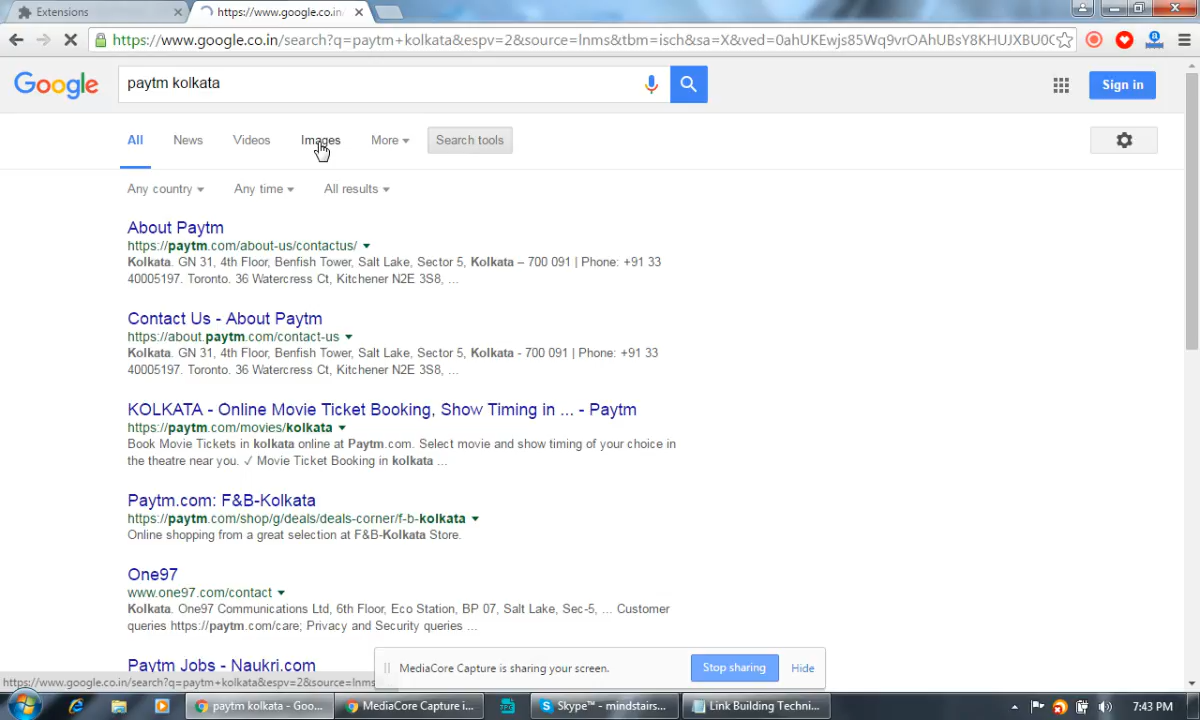 Extensions
https://www.google.co.in/
https://www.google.co.in/search?q=paytm+kolkata&espv=2&source=lnms&tbm=isch&sa=X&ved=0ahUKEwjs85Wq9vrOAhUBsY8KHUJXBU0C
Google
paytm kolkata
Sign in
All News Videos Images More Search tools
Any country Any time All results
About Paytm
https://paytm.com/about-us/contactus/
Kolkata. GN 31, 4th Floor, Benfish Tower, Salt Lake, Sector 5, Kolkata – 700 091 | Phone: +91 33
40005197. Toronto. 36 Watercress Ct, Kitchener N2E 3S8, ...
Contact Us - About Paytm
https://about.paytm.com/contact-us
Kolkata. GN 31, 4th Floor, Benfish Tower, Salt Lake, Sector 5, Kolkata - 700 091 | Phone: +91 33
40005197. Toronto. 36 Watercress Ct, Kitchener N2E 3S8, ...
KOLKATA - Online Movie Ticket Booking, Show Timing in ... - Paytm
https://paytm.com/movies/kolkata
Book Movie Tickets in kolkata online at Paytm.com. Select movie and show timing of your choice in
the theatre near you. ✓ Movie Ticket Booking in kolkata ...
Paytm.com: F&B-Kolkata
https://paytm.com/shop/g/deals/deals-corner/f-b-kolkata
Online shopping from a great selection at F&B-Kolkata Store.
One97
www.one97.com/contact
Kolkata. One97 Communications Ltd, 6th Floor, Eco Station, BP 07, Salt Lake, Sec-5, ... Customer
queries https://paytm.com/care; Privacy and Security queries ...
Paytm Jobs - Naukri.com
MediaCore Capture is sharing your screen. Stop sharing Hide
https://www.google.co.in/search?q=paytm+kolkata&espv=2&source=lnms
paytm kolkata - Goo... MediaCore Capture i... Skype™ - mindstairs... Link Building Techni... 7:43 PM